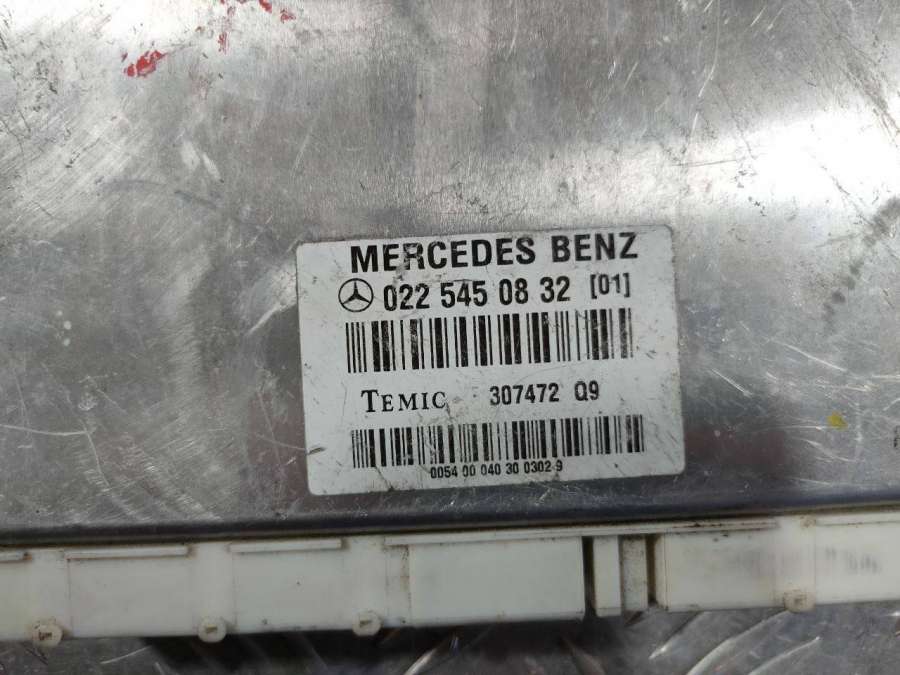 MERCEDES BENZ
022 545 08 32 [01]
TEMIC 307472 Q9
0054 00 040 30 0302 9